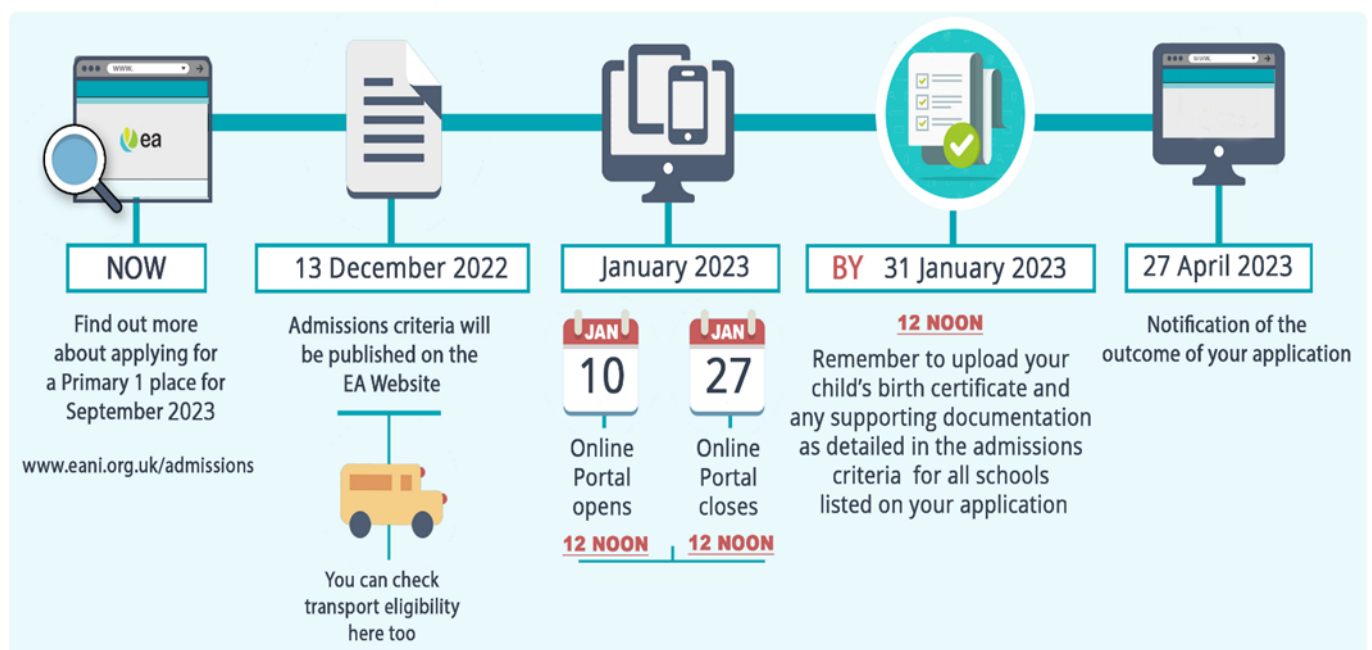 WWW.
ea
NOW
Find out more
about applying for
a Primary 1 place for
September 2023
www.eani.org.uk/admissions
13 December 2022
Admissions criteria will
be published on the
EA Website
You can check
transport eligibility
here too
January 2023
JAN
10
Online
Portal
opens
12 NOON
JAN
27
Online
Portal
closes
12 NOON
BY 31 January 2023
12 NOON
Remember to upload your
child's birth certificate and
any supporting documentation
as detailed in the admissions
criteria for all schools
listed on your application
WWW.
27 April 2023
Notification of the
outcome of your application